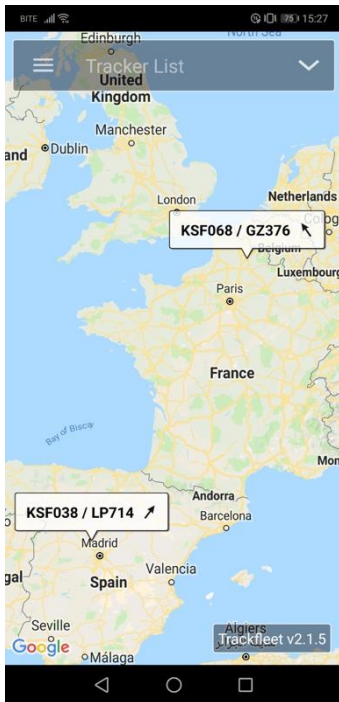 BITE 75 15:27
Edinburgh
North Sea
Tracker List
United
Kingdom
Manchester
Dublin
and
London
Netherlands
KSF068 / GZ376
Colog
Belgium
Luxembourg
Paris
France
Bay of Biscay
Mon
Andorra
KSF038 / LP714
Barcelona
Madrid
Valencia
gal
Spain
Seville
Algiers
Trackfleet v2.1.5
Google
Málaga